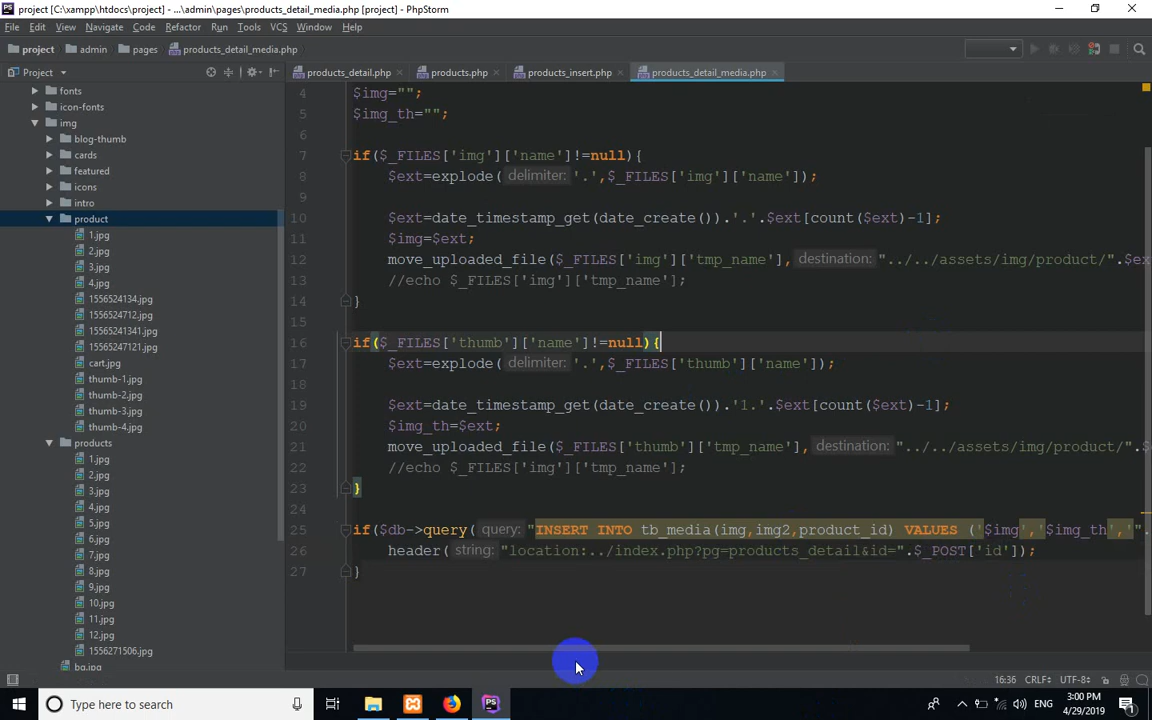 project [C:\xampp\htdocs\project] - ...\admin\pages\products_detail_media.php [project] - PhpStorm
File Edit View Navigate Code Refactor Run Tools VCS Window Help
project admin pages products_detail_media.php
Project products_detail.php products.php products_insert.php products_detail_media.php
fonts
icon-fonts
img
blog-thumb
cards
featured
icons
intro
product
1.jpg
2.jpg
3.jpg
4.jpg
1556524134.jpg
1556524712.jpg
15565241341.jpg
15565247121.jpg
cart.jpg
thumb-1.jpg
thumb-2.jpg
thumb-3.jpg
thumb-4.jpg
products
1.jpg
2.jpg
3.jpg
4.jpg
5.jpg
6.jpg
7.jpg
8.jpg
9.jpg
10.jpg
11.jpg
12.jpg
1556271506.jpg
bg.jpg
4 $img="";
5 $img_th="";
6
7 if($_FILES['img']['name']!=null){
8 $ext=explode( delimiter: '.',$_FILES['img']['name']);
9
10 $ext=date_timestamp_get(date_create()).'.'.$ext[count($ext)-1];
11 $img=$ext;
12 move_uploaded_file($_FILES['img']['tmp_name'], destination: "../../assets/img/product/".$ex
13 //echo $_FILES['img']['tmp_name'];
14 }
15
16 if($_FILES['thumb']['name']!=null){
17 $ext=explode( delimiter: '.',$_FILES['thumb']['name']);
18
19 $ext=date_timestamp_get(date_create()).'1.'.$ext[count($ext)-1];
20 $img_th=$ext;
21 move_uploaded_file($_FILES['thumb']['tmp_name'], destination: "../../assets/img/product/".$
22 //echo $_FILES['img']['tmp_name'];
23 }
24
25 if($db->query( query: "INSERT INTO tb_media(img,img2,product_id) VALUES ('$img','$img_th','".
26 header( string: "location:../index.php?pg=products_detail&id=".$_POST['id']);
27 }
16:36 CRLF÷ UTF-8÷
Type here to search
ENG
3:00 PM
4/29/2019
1